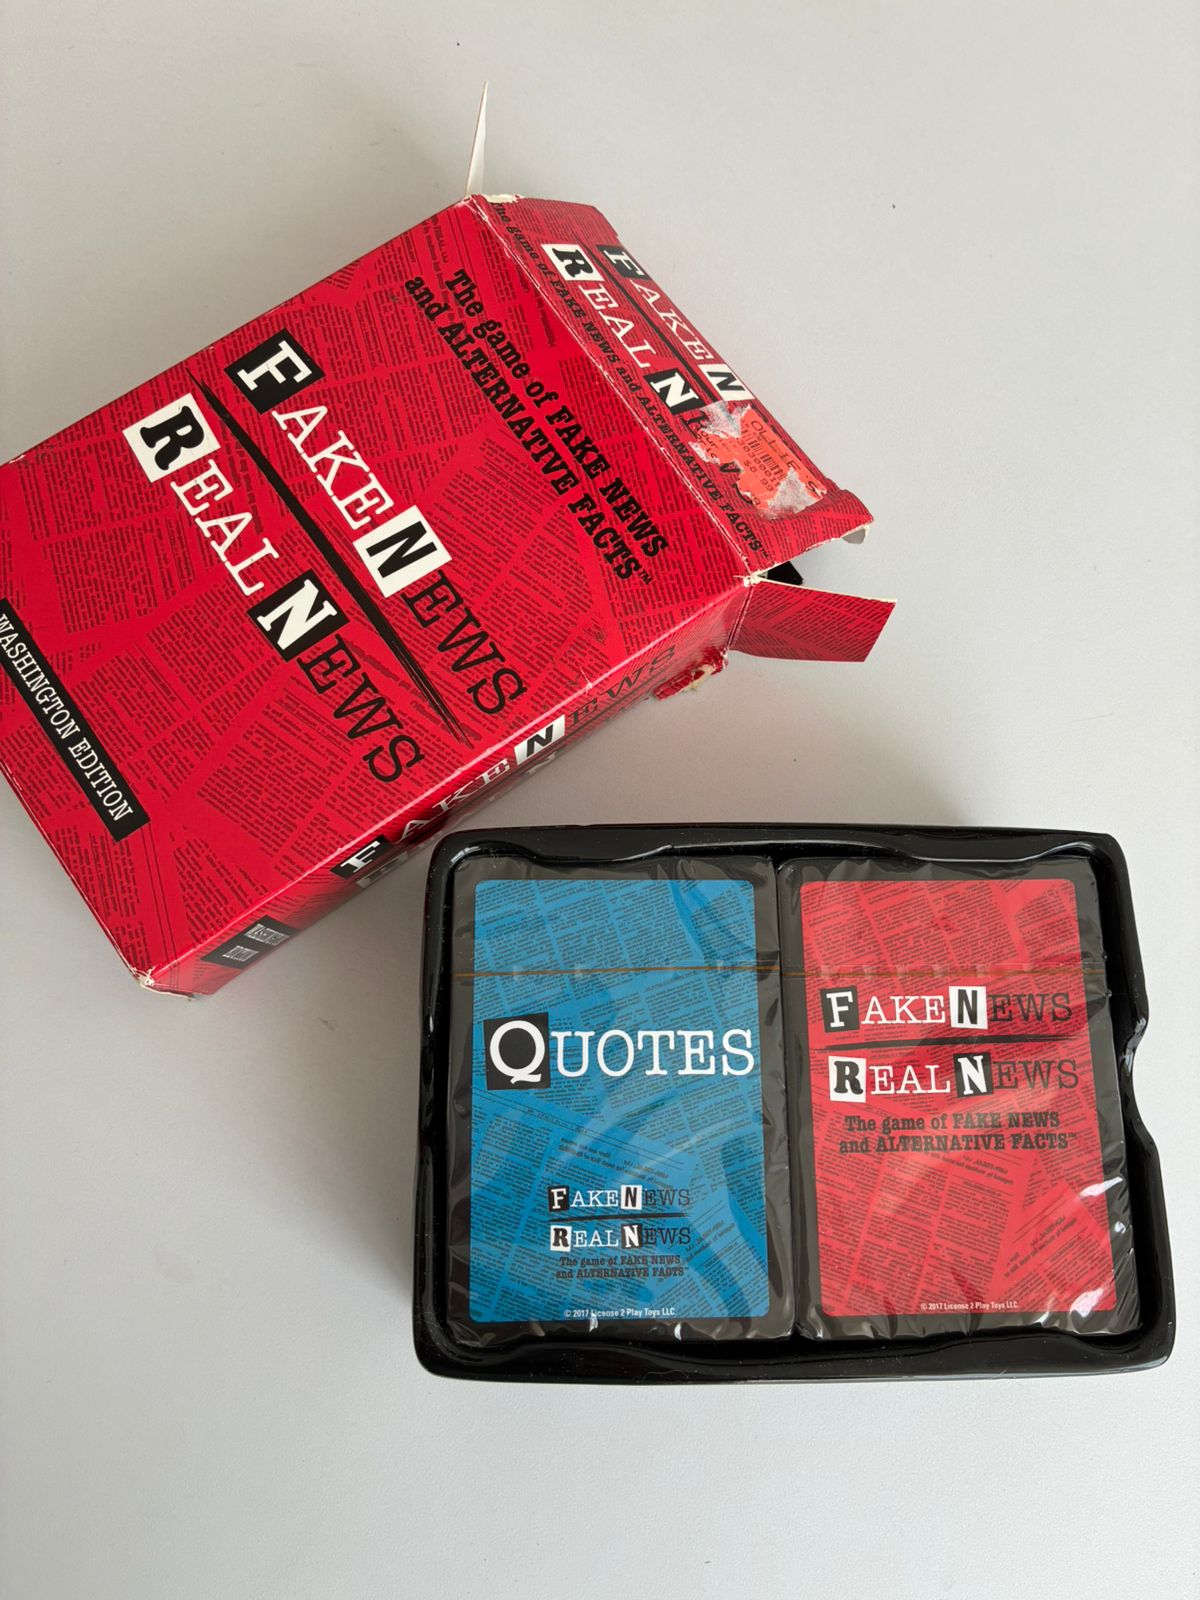 The game of FAKE NEWS
and ALTERNATIVE FACTS™
FAKE NEWS
REAL NEWS
WASHINGTON EDITION
The game of FAKE NEWS and ALTERNATIVE FACTS™
FAKE N
REAL N
OLLIE'S
FAKE NEWS
QUOTES
FAKE NEWS
REAL NEWS
The game of FAKE NEWS
and ALTERNATIVE FACTS™
© 2017 License 2 Play Toys LLC
FAKE NEWS
REAL NEWS
The game of FAKE NEWS
and ALTERNATIVE FACTS™
© 2017 License 2 Play Toys LLC